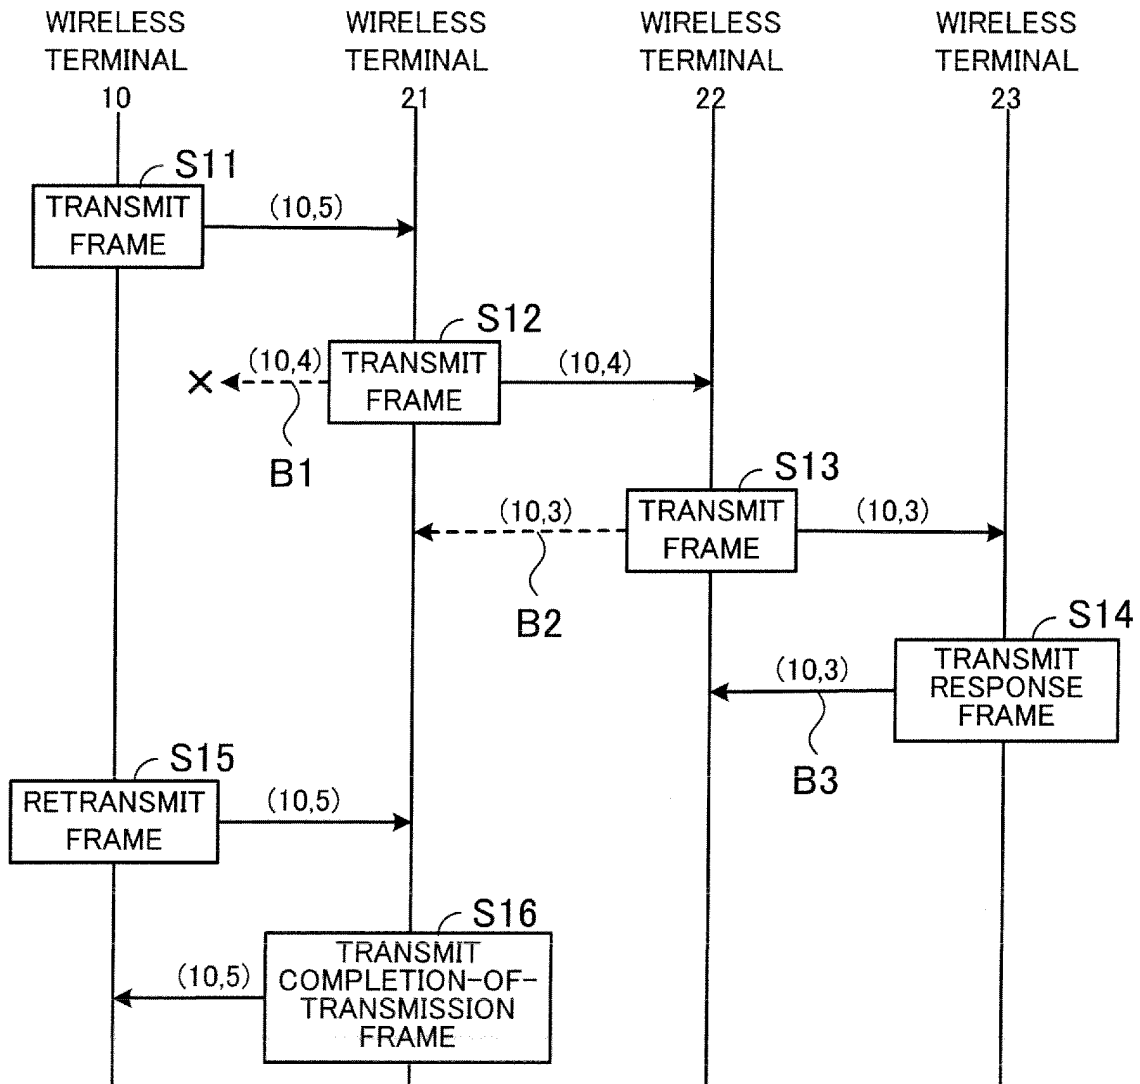 WIRELESS TERMINAL 10
WIRELESS TERMINAL 21
WIRELESS TERMINAL 22
WIRELESS TERMINAL 23
S11
TRANSMIT
FRAME
(10,5)
S12
(10,4)
TRANSMIT
FRAME
(10,4)
B1
S13
(10,3)
TRANSMIT
FRAME
(10,3)
B2
S14
TRANSMIT
RESPONSE
FRAME
(10,3)
B3
S15
RETRANSMIT
FRAME
(10,5)
S16
TRANSMIT
COMPLETION-OF-
TRANSMISSION
FRAME
(10,5)